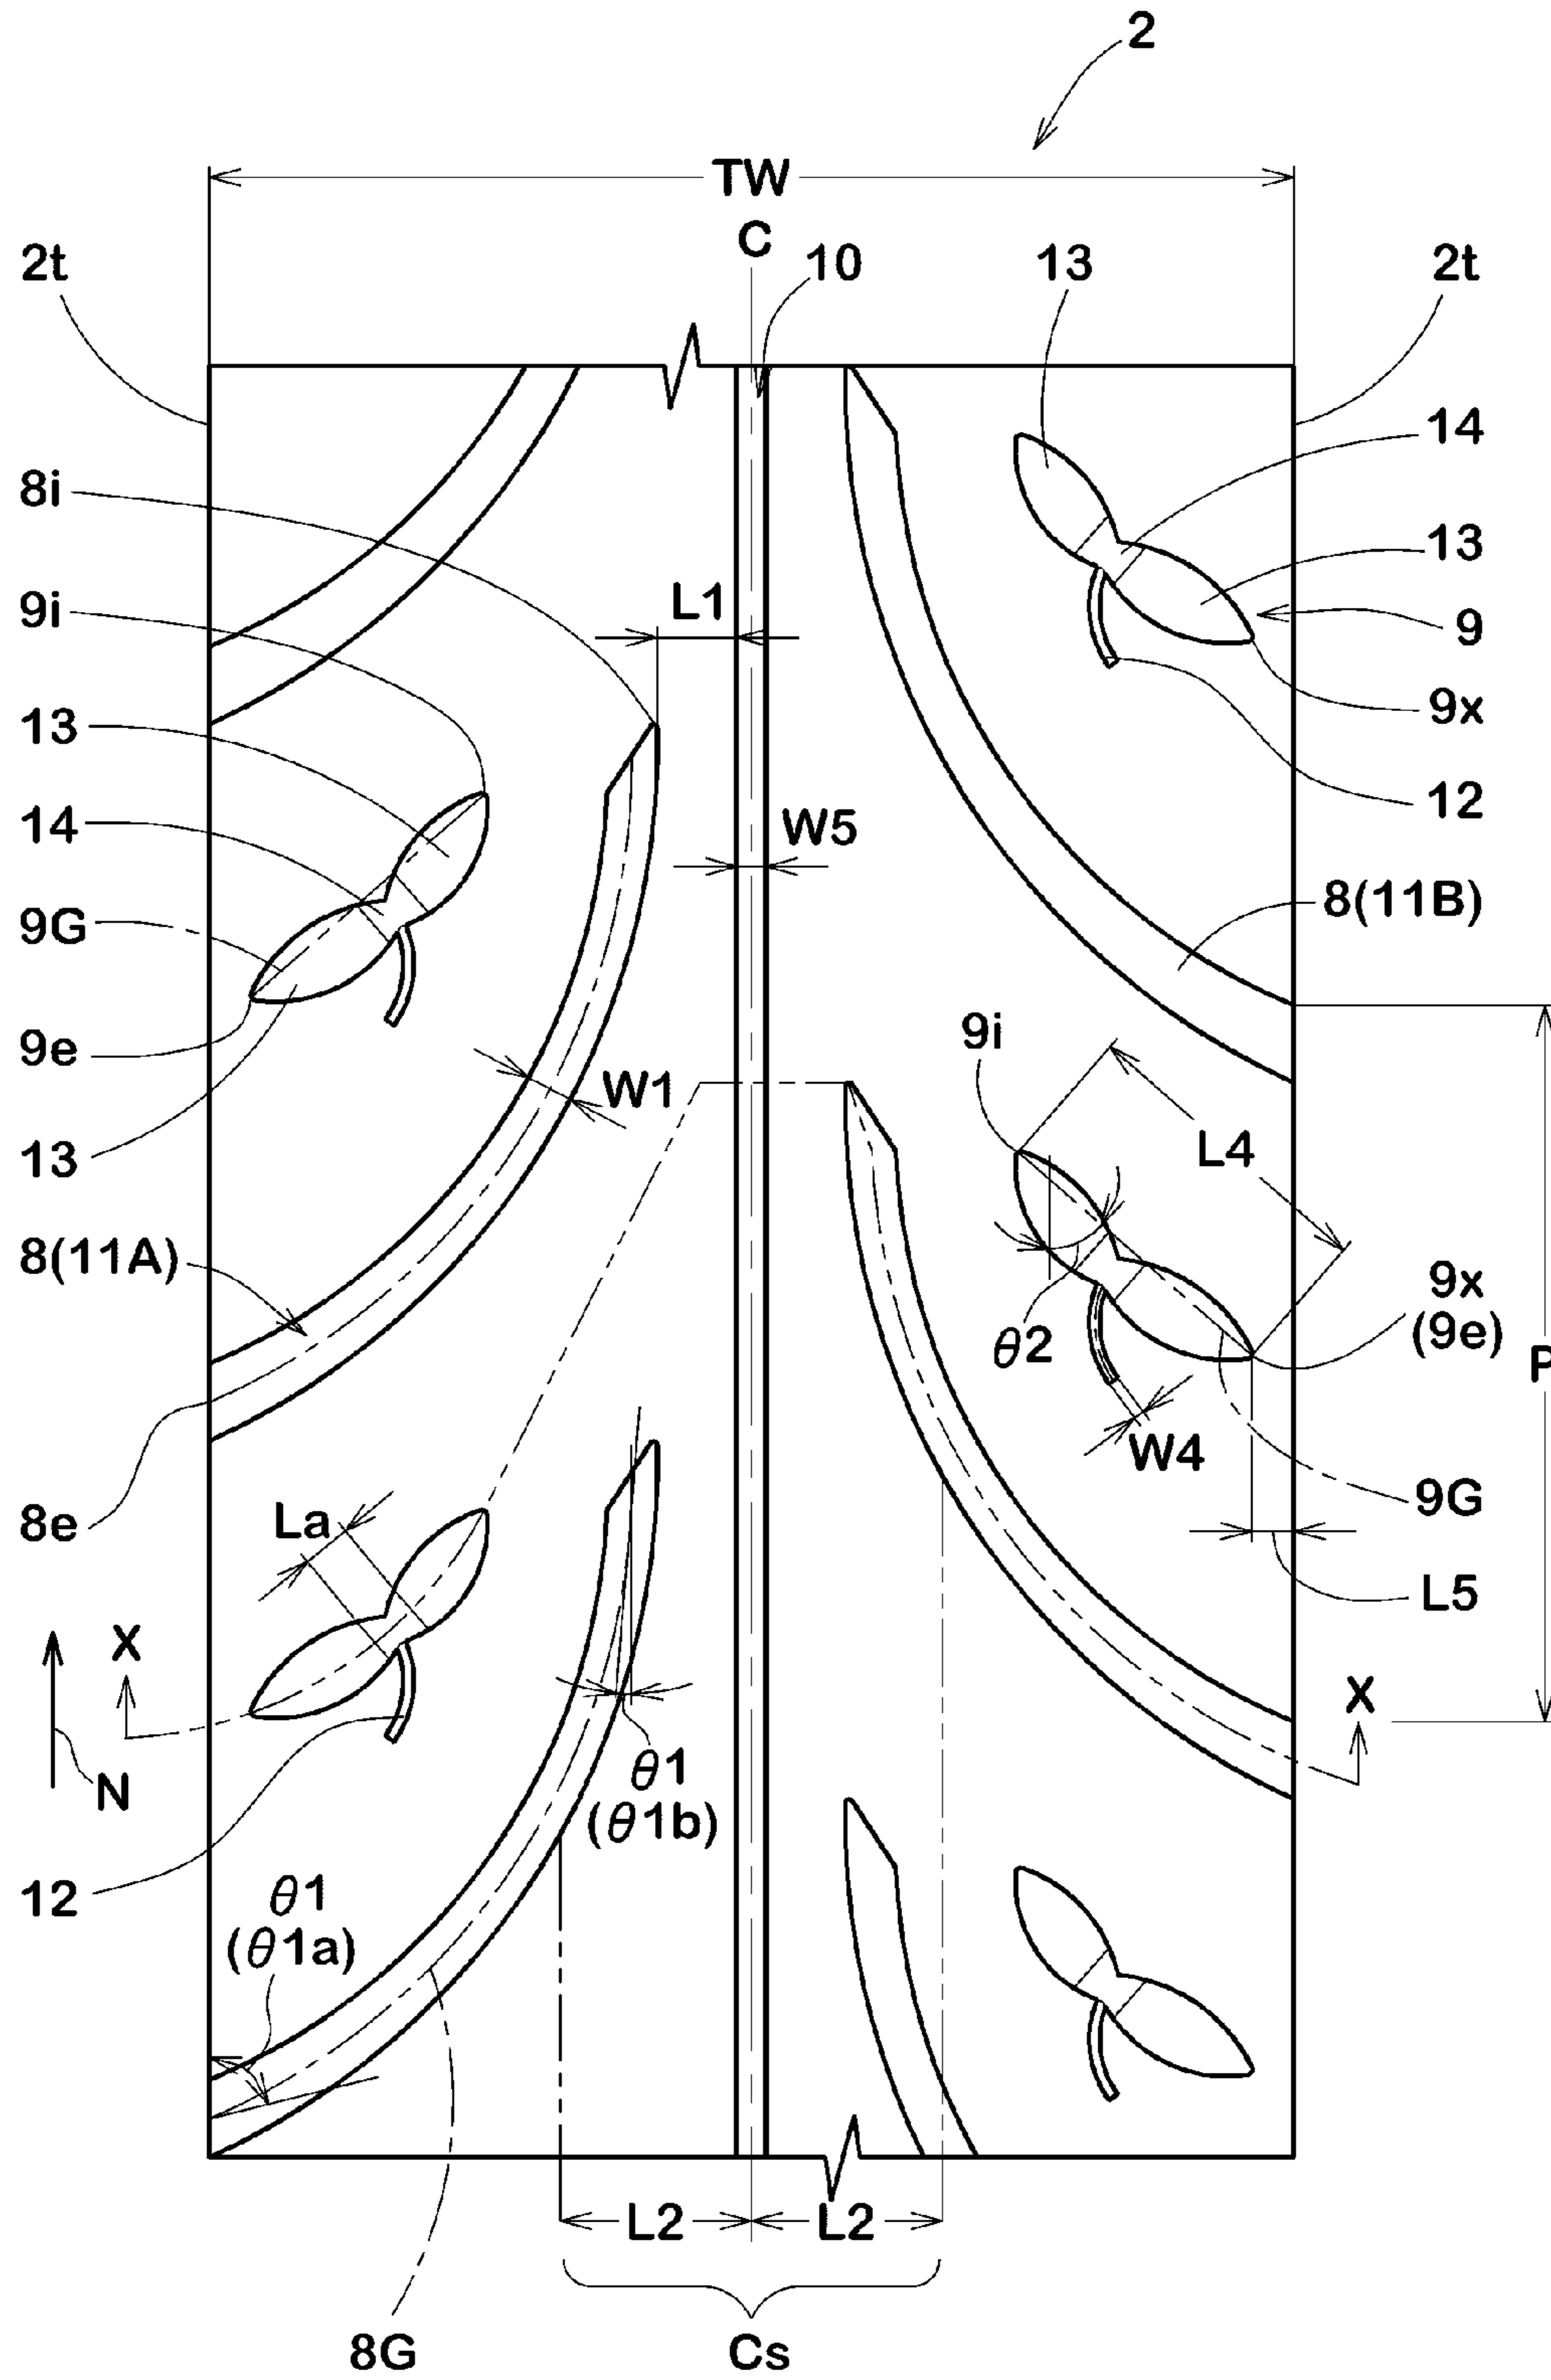 2
TW
C
2t
10
13
2t
14
8i
13
9i
L1
9
13
9x
12
14
W5
8(11B)
9G
9i
9e
W1
L4
13
8(11A)
9x
(9e)
θ2
P
W4
9G
8e
La
L5
X
X
N
θ1
(θ1b)
12
θ1
(θ1a)
L2
L2
8G
Cs